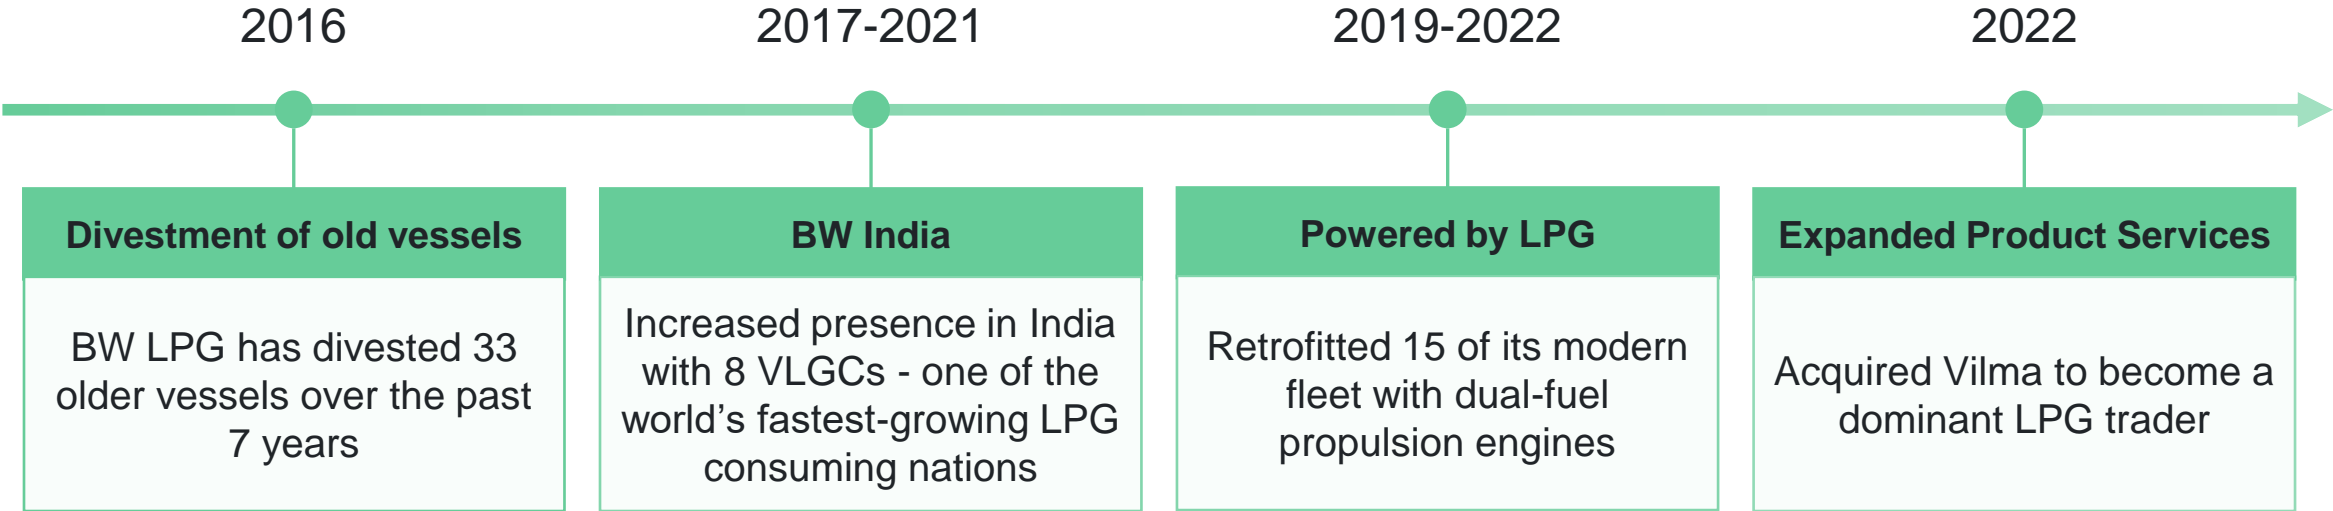 2016
2017-2021
2019-2022
2022
Divestment of old vessels
BW LPG has divested 33
older vessels over the past
7 years
BW India
Increased presence in India
with 8 VLGCs - one of the
world’s fastest-growing LPG
consuming nations
Powered by LPG
Retrofitted 15 of its modern
fleet with dual-fuel
propulsion engines
Expanded Product Services
Acquired Vilma to become a
dominant LPG trader